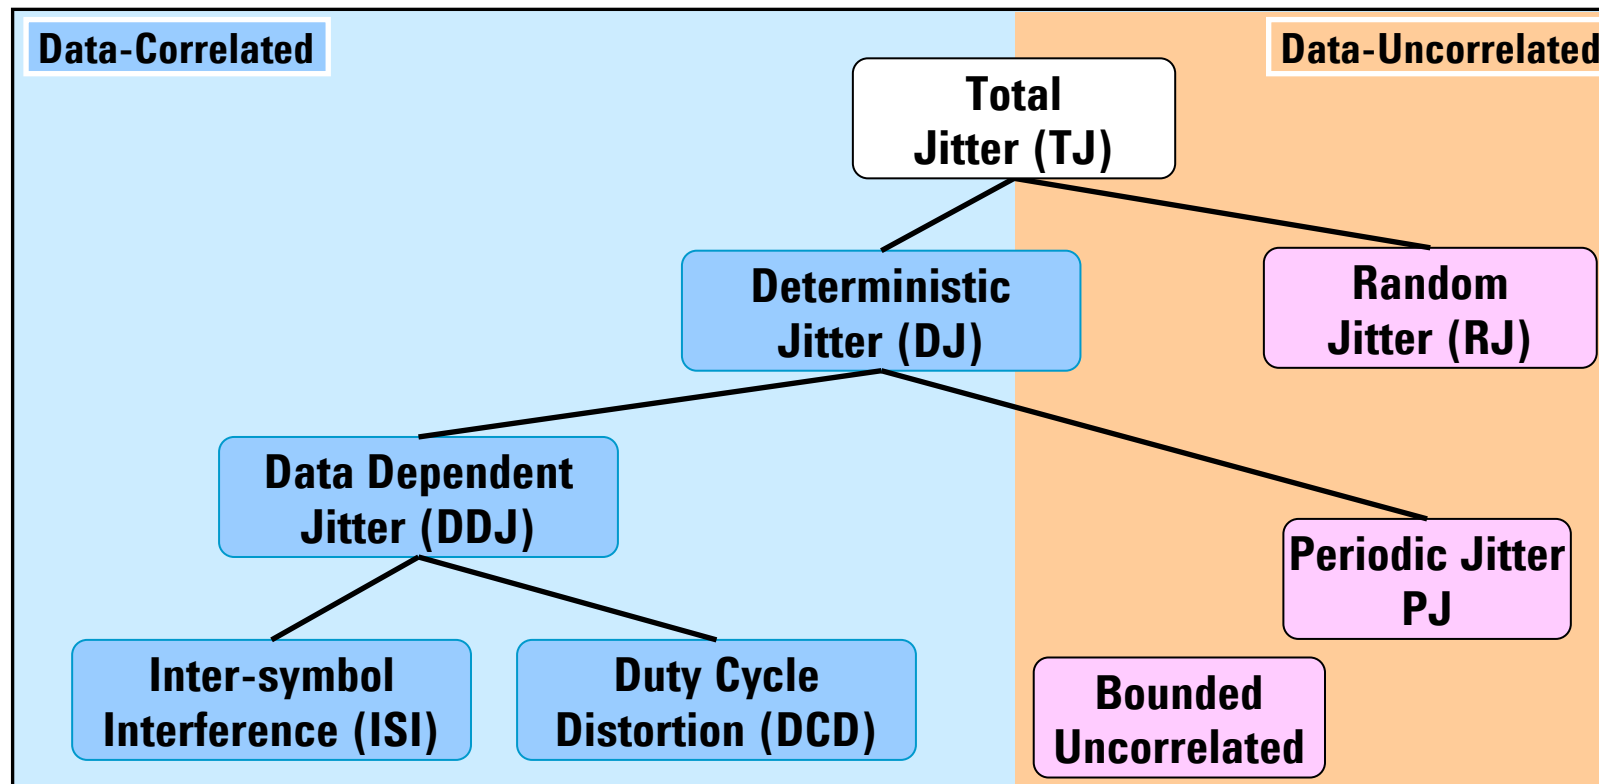 Data-Correlated
Data-Uncorrelated
Total
Jitter (TJ)
Deterministic
Jitter (DJ)
Random
Jitter (RJ)
Data Dependent
Jitter (DDJ)
Periodic Jitter
PJ
Inter-symbol
Interference (ISI)
Duty Cycle
Distortion (DCD)
Bounded
Uncorrelated